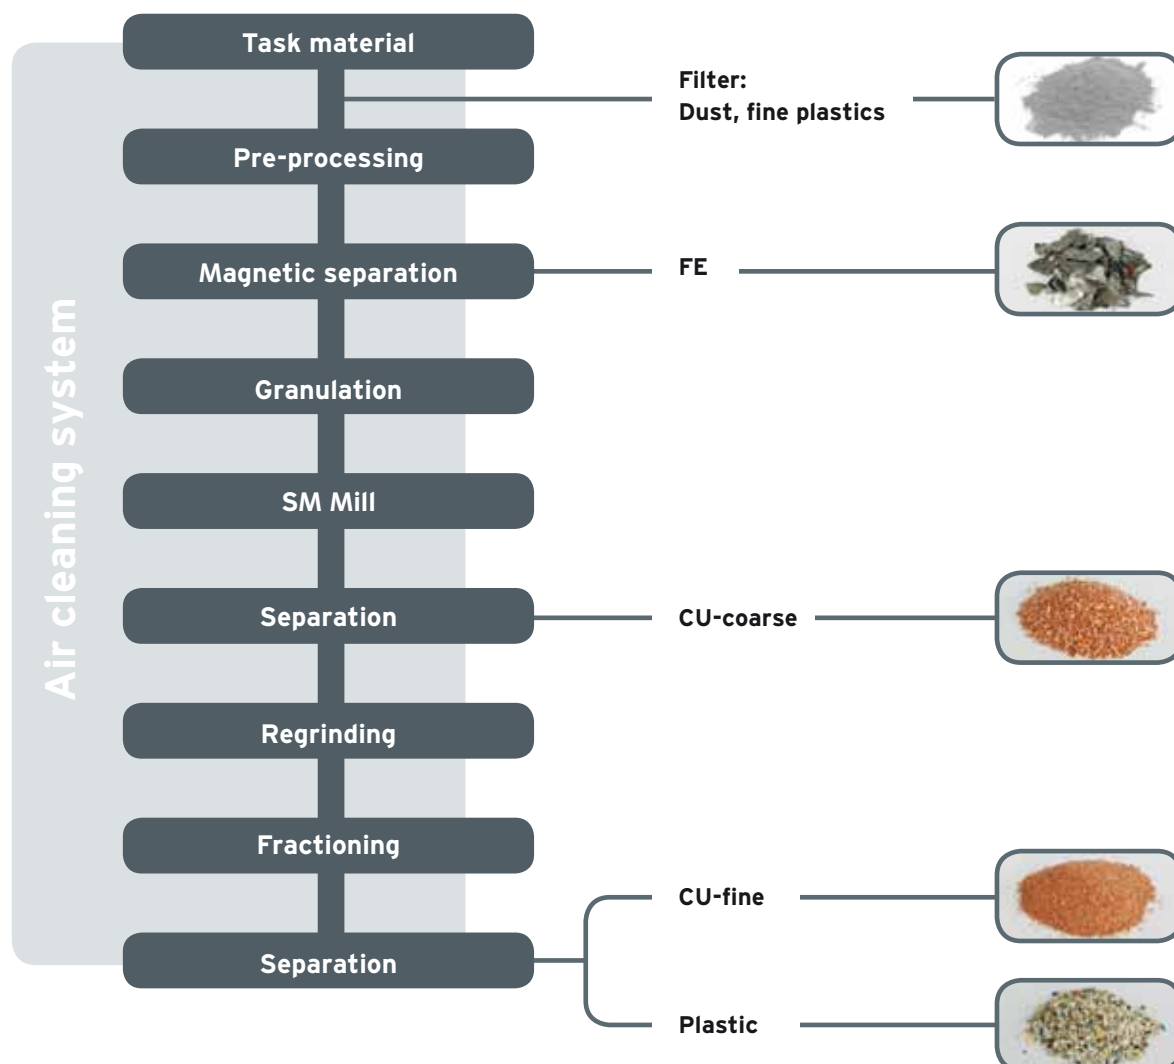 Task material
Filter:
Dust, fine plastics
Pre-processing
Magnetic separation
FE
Granulation
Air cleaning system
SM Mill
Separation
CU-coarse
Regrinding
Fractioning
CU-fine
Separation
Plastic